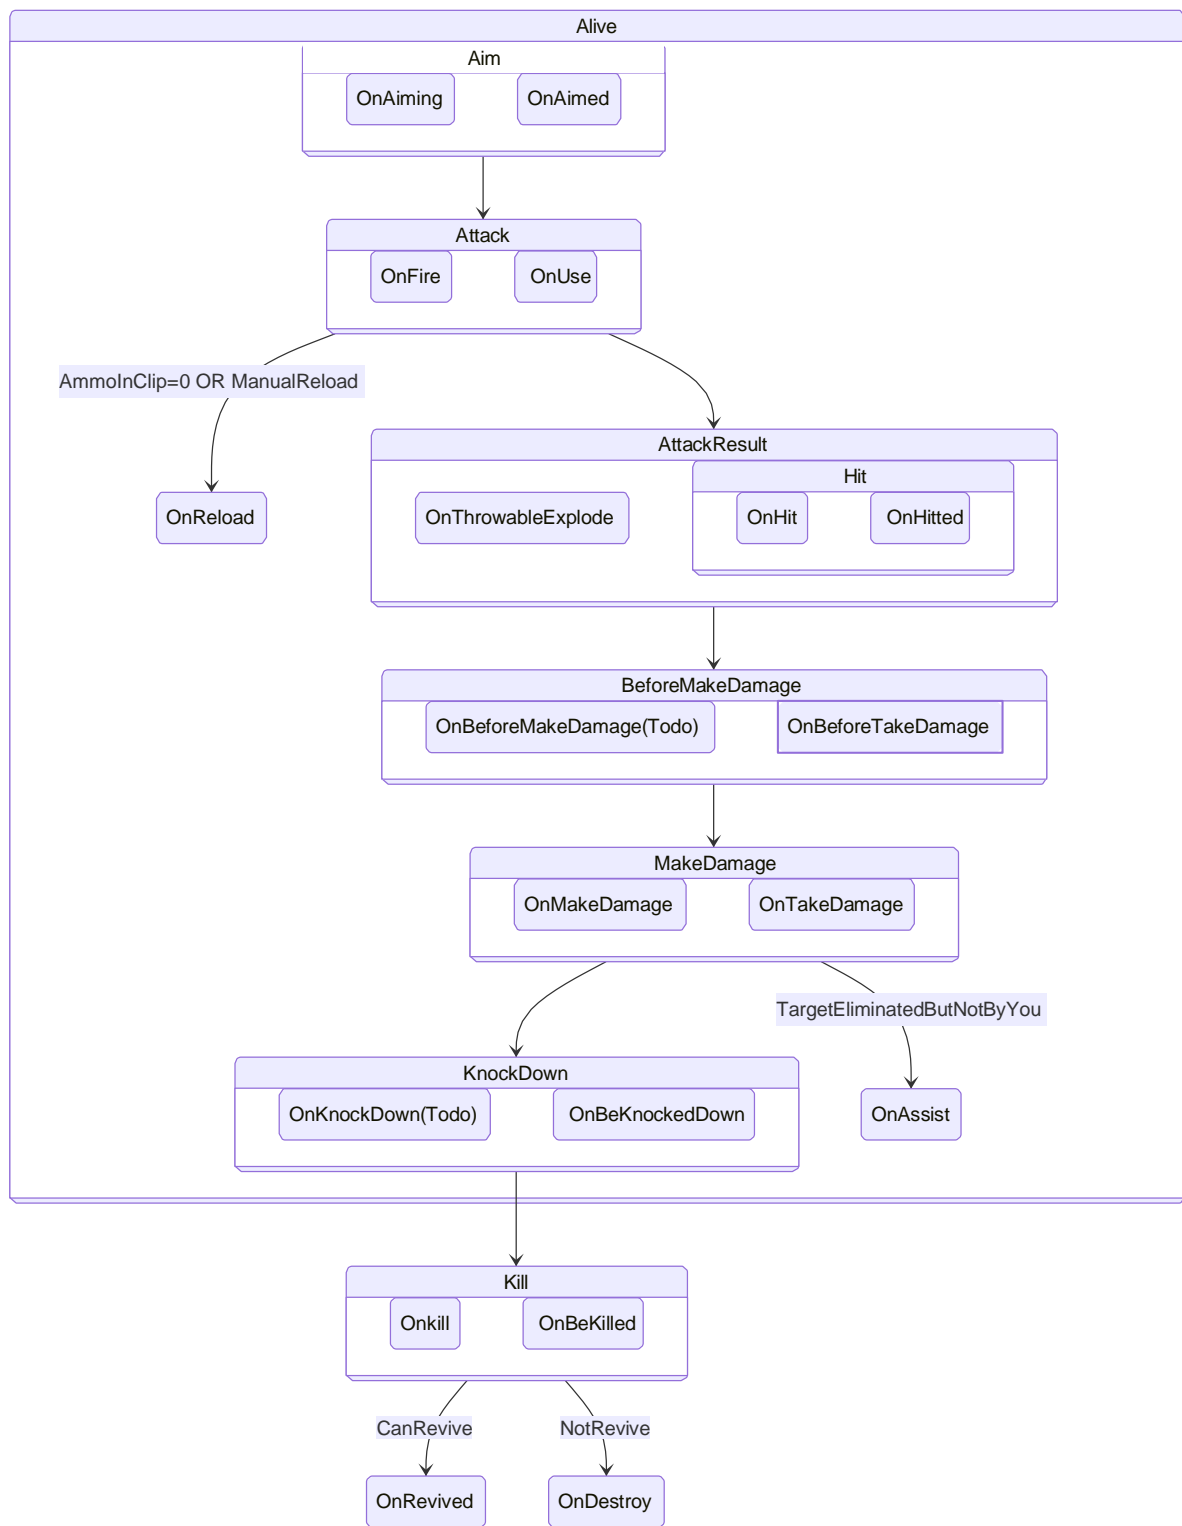 Alive
Aim
OnAiming
OnAimed
Attack
OnFire
OnUse
AmmoInClip=0 OR ManualReload
OnReload
AttackResult
OnThrowableExplode
Hit
OnHit
OnHitted
BeforeMakeDamage
OnBeforeMakeDamage(Todo)
OnBeforeTakeDamage
MakeDamage
OnMakeDamage
OnTakeDamage
TargetEliminatedButNotByYou
KnockDown
OnKnockDown(Todo)
OnBeKnockedDown
OnAssist
Kill
Onkill
OnBeKilled
CanRevive
NotRevive
OnRevived
OnDestroy